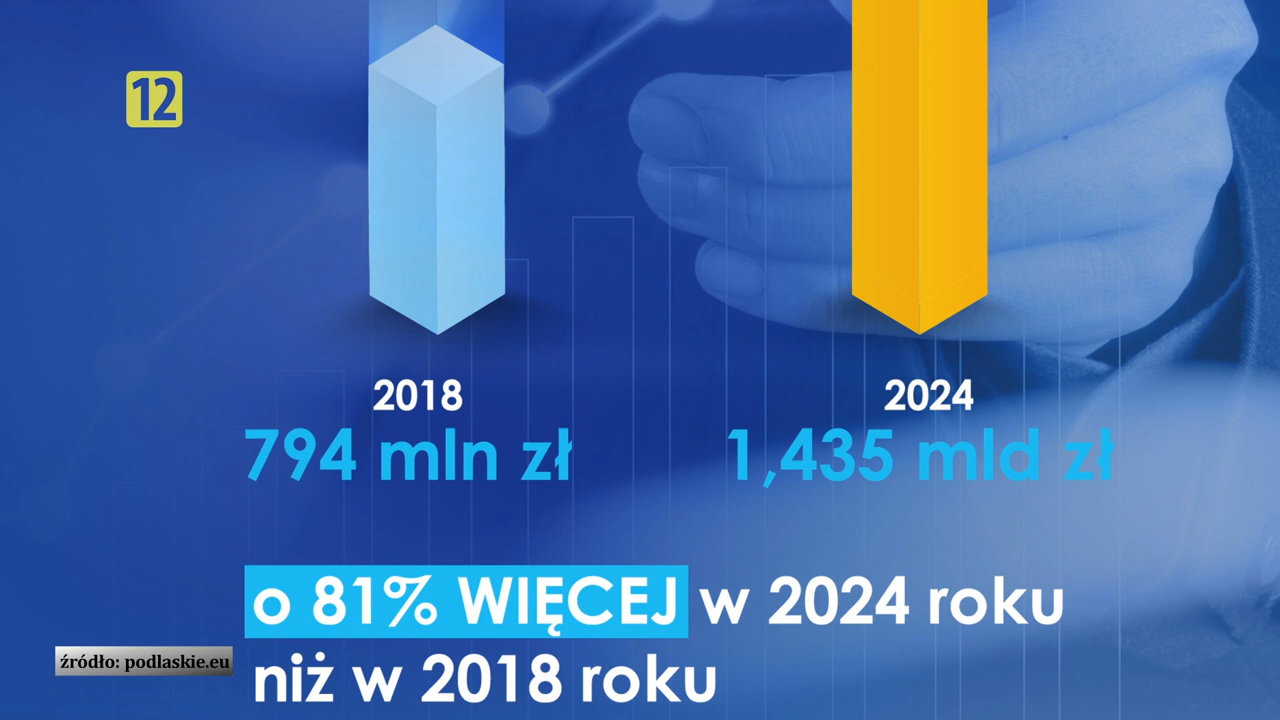 12
2018
2024
794 mln zł
1,435 mld zł
o 81% WIĘCEJ w 2024 roku
niż w 2018 roku
źródło: podlaskie.eu